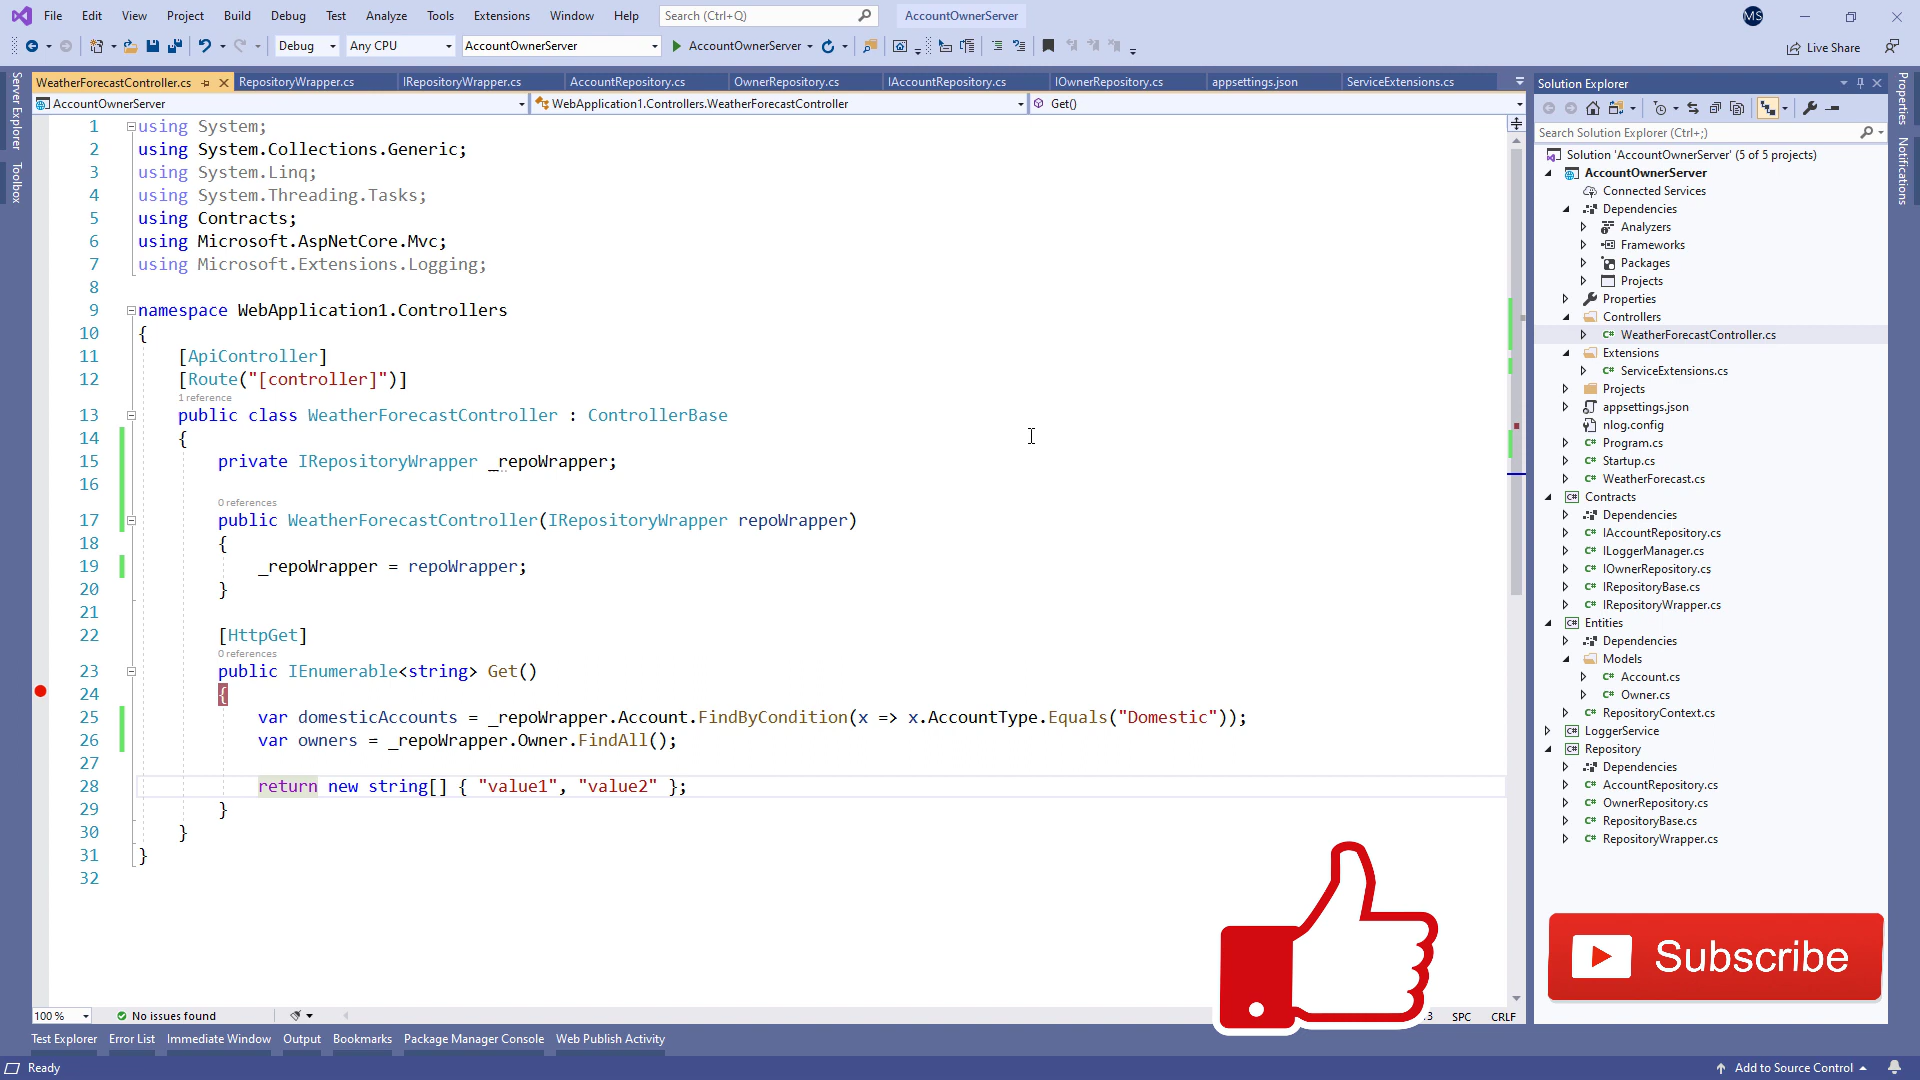 File Edit View Project Build Debug Test Analyze Tools Extensions Window Help Search (Ctrl+Q) AccountOwnerServer MS
Debug Any CPU AccountOwnerServer AccountOwnerServer Live Share
WeatherForecastController.cs RepositoryWrapper.cs IRepositoryWrapper.cs AccountRepository.cs OwnerRepository.cs IAccountRepository.cs IOwnerRepository.cs appsettings.json ServiceExtensions.cs
AccountOwnerServer WebApplication1.Controllers.WeatherForecastController Get()
Server Explorer
Toolbox
1 using System;
2 using System.Collections.Generic;
3 using System.Linq;
4 using System.Threading.Tasks;
5 using Contracts;
6 using Microsoft.AspNetCore.Mvc;
7 using Microsoft.Extensions.Logging;
8
9 namespace WebApplication1.Controllers
10 {
11 [ApiController]
12 [Route("[controller]")]
1 reference
13 public class WeatherForecastController : ControllerBase
14 {
15 private IRepositoryWrapper _repoWrapper;
16
0 references
17 public WeatherForecastController(IRepositoryWrapper repoWrapper)
18 {
19 _repoWrapper = repoWrapper;
20 }
21
22 [HttpGet]
0 references
23 public IEnumerable<string> Get()
24 {
25 var domesticAccounts = _repoWrapper.Account.FindByCondition(x => x.AccountType.Equals("Domestic"));
26 var owners = _repoWrapper.Owner.FindAll();
27
28 return new string[] { "value1", "value2" };
29 }
30 }
31 }
32
Solution Explorer
Search Solution Explorer (Ctrl+;)
Solution 'AccountOwnerServer' (5 of 5 projects)
AccountOwnerServer
Connected Services
Dependencies
Analyzers
Frameworks
Packages
Projects
Properties
Controllers
C# WeatherForecastController.cs
Extensions
C# ServiceExtensions.cs
Projects
appsettings.json
nlog.config
C# Program.cs
C# Startup.cs
C# WeatherForecast.cs
C# Contracts
Dependencies
C# IAccountRepository.cs
C# ILoggerManager.cs
C# IOwnerRepository.cs
C# IRepositoryBase.cs
C# IRepositoryWrapper.cs
C# Entities
Dependencies
Models
C# Account.cs
C# Owner.cs
C# RepositoryContext.cs
C# LoggerService
C# Repository
Dependencies
C# AccountRepository.cs
C# OwnerRepository.cs
C# RepositoryBase.cs
C# RepositoryWrapper.cs
Properties
Notifications
Subscribe
100 % No issues found SPC CRLF
Test Explorer Error List Immediate Window Output Bookmarks Package Manager Console Web Publish Activity
Ready Add to Source Control